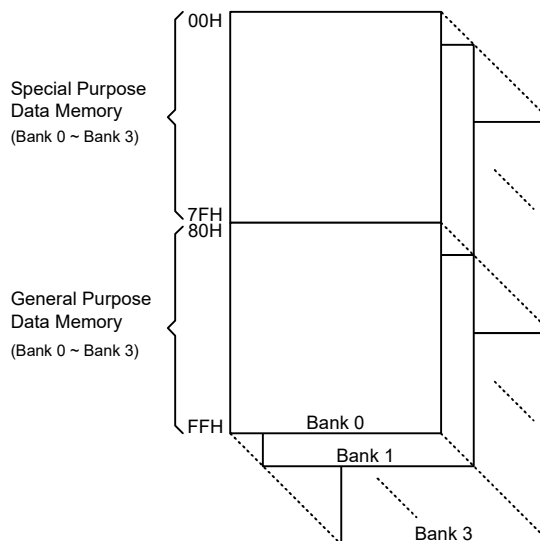 00H
Special Purpose
Data Memory
(Bank 0 ~ Bank 3)
7FH
80H
General Purpose
Data Memory
(Bank 0 ~ Bank 3)
FFH
Bank 0
Bank 1
Bank 3